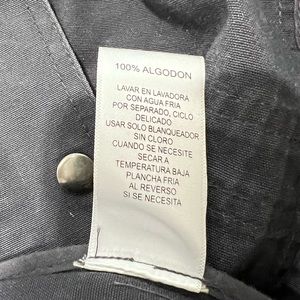 100% ALGODON
LAVAR EN LAVADORA
CON AGUA FRIA
POR SEPARADO, CICLO
DELICADO
USAR SOLO BLANQUEADOR
SIN CLORO
CUANDO SE NECESITE
SECAR A
TEMPERATURA BAJA
PLANCHA FRIA
AL REVERSO
SI SE NECESITA